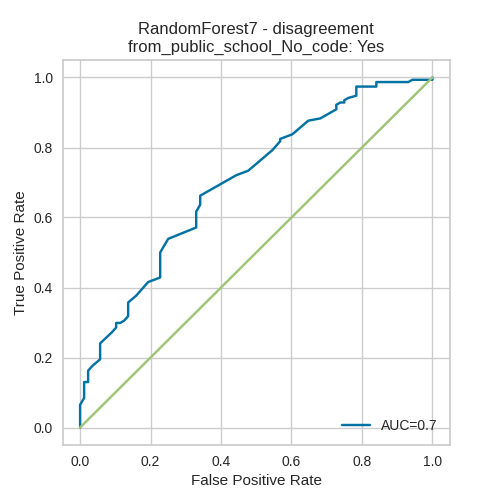 RandomForest7 - disagreement
from_public_school_No_code: Yes
True Positive Rate
1.0
0.8
0.6
0.4
0.2
0.0
AUC=0.7
0.0 0.2 0.4 0.6 0.8 1.0
False Positive Rate